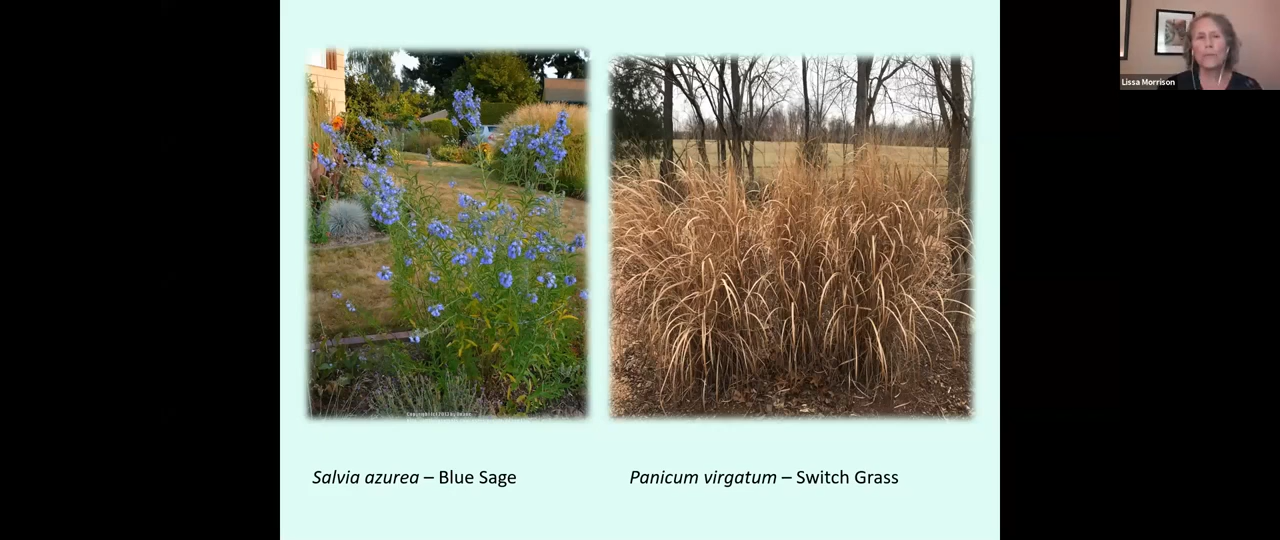 Lissa Morrison
Salvia azurea – Blue Sage
Panicum virgatum – Switch Grass